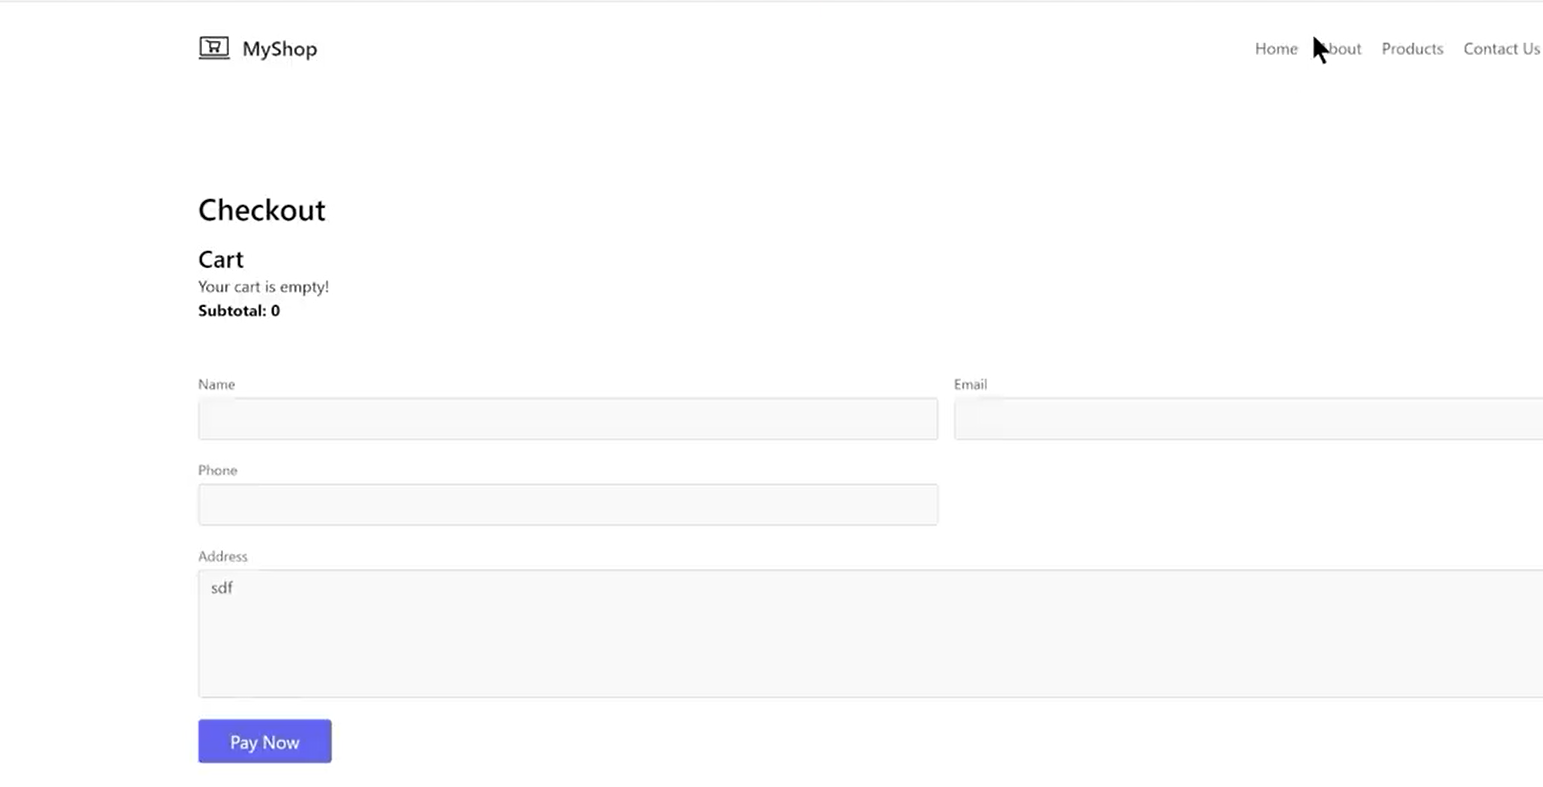 MyShop
Home About Products Contact Us
Checkout
Cart
Your cart is empty!
Subtotal: 0
Name Email
Phone
Address
sdf
Pay Now